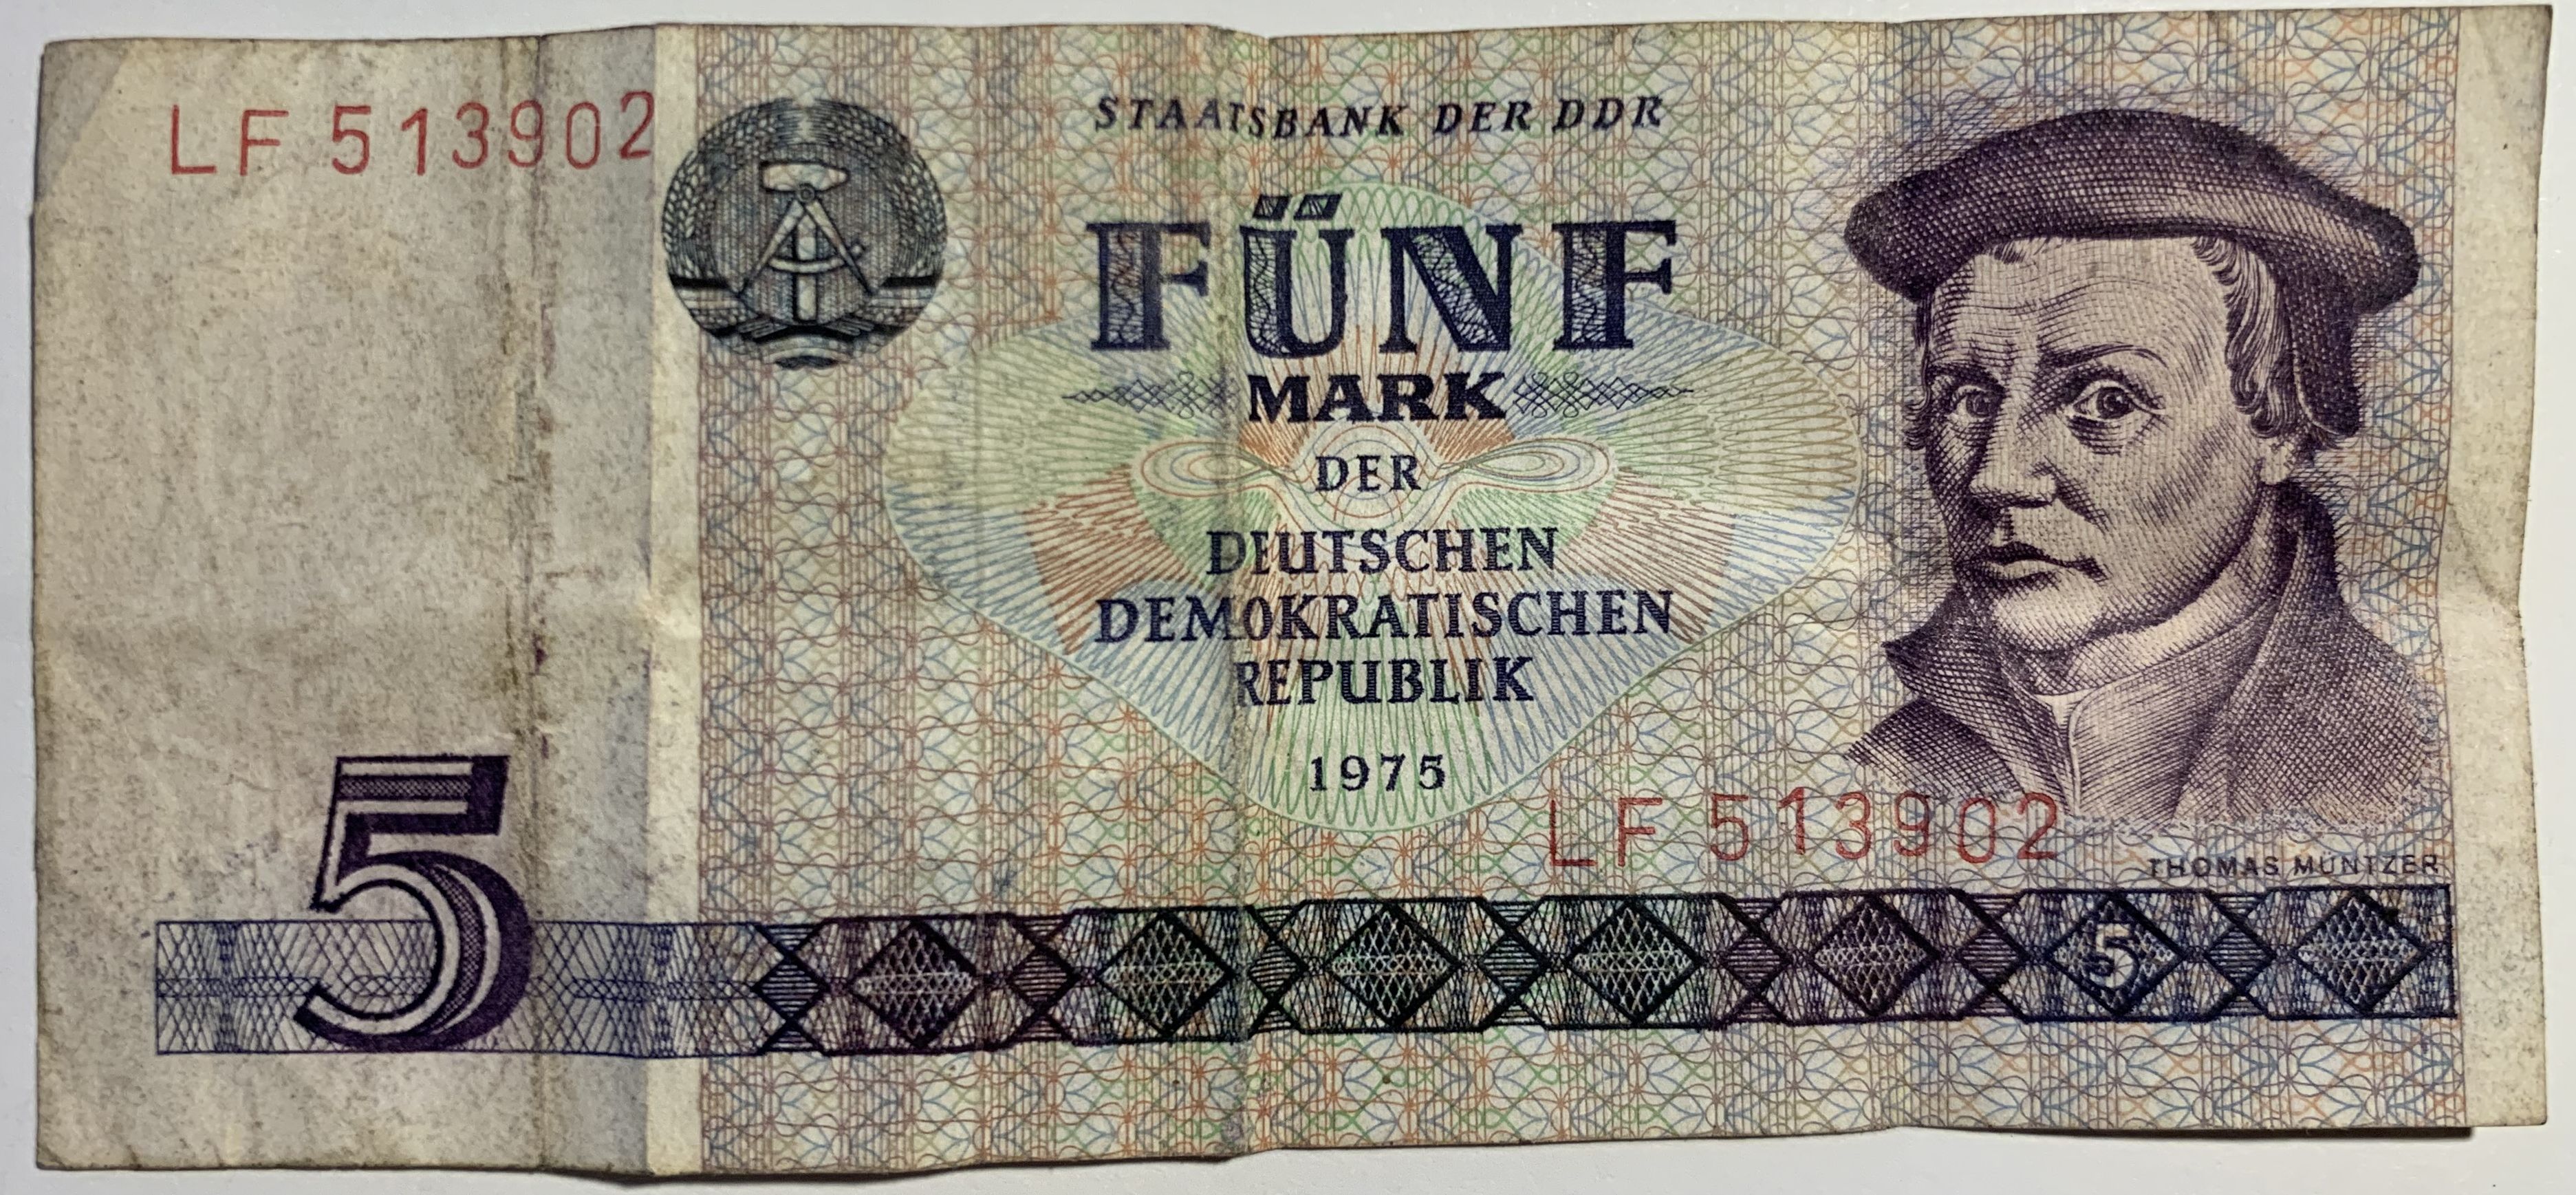 LF 513902
STAATSBANK DER DDR
FÜNF
MARK
DER
DEUTSCHEN
DEMOKRATISCHEN
REPUBLIK
1975
LF 513902
THOMAS MÜNTZER
5
5